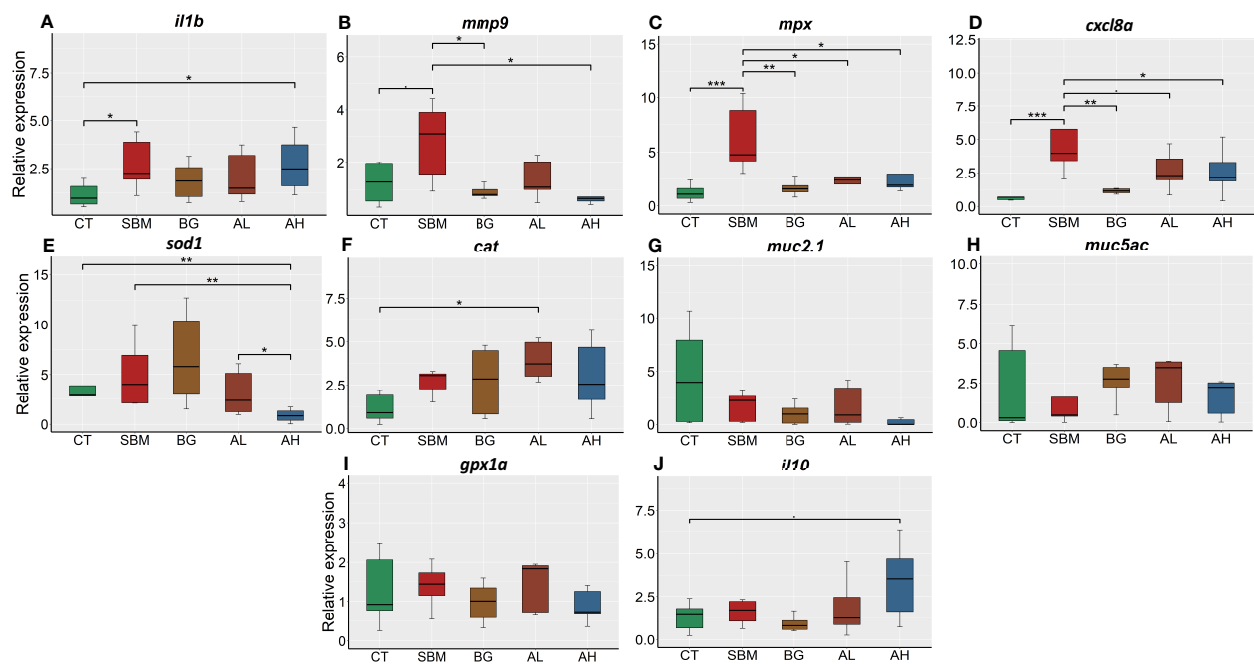 A il1b
Relative expression
7.5
5.0
2.5
*
*
CT SBM BG AL AH
B mmp9
6
4
2
0
*
*
.
CT SBM BG AL AH
C mpx
15
10
5
0
*
*
**
***
CT SBM BG AL AH
D cxcl8a
12.5
10.0
7.5
5.0
2.5
0.0
*
.
**
***
CT SBM BG AL AH
E sod1
Relative expression
15
10
5
0
**
**
*
CT SBM BG AL AH
F cat
7.5
5.0
2.5
0.0
*
CT SBM BG AL AH
G muc2.1
15
10
5
0
CT SBM BG AL AH
H muc5ac
10.0
7.5
5.0
2.5
0.0
CT SBM BG AL AH
I gpx1a
Relative expression
4
3
2
1
0
CT SBM BG AL AH
J il10
7.5
5.0
2.5
0.0
.
CT SBM BG AL AH